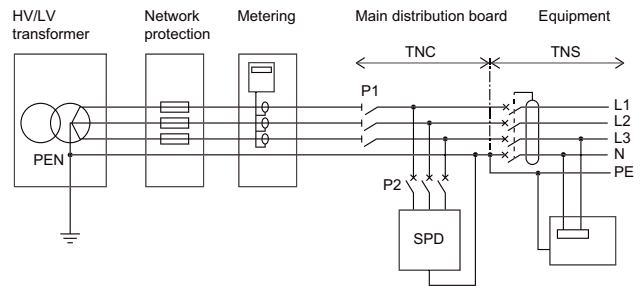 HV/LV
transformer
Network
protection
Metering
Main distribution board
Equipment
TNC
TNS
P1
L1
L2
L3
N
PE
PEN
P2
SPD